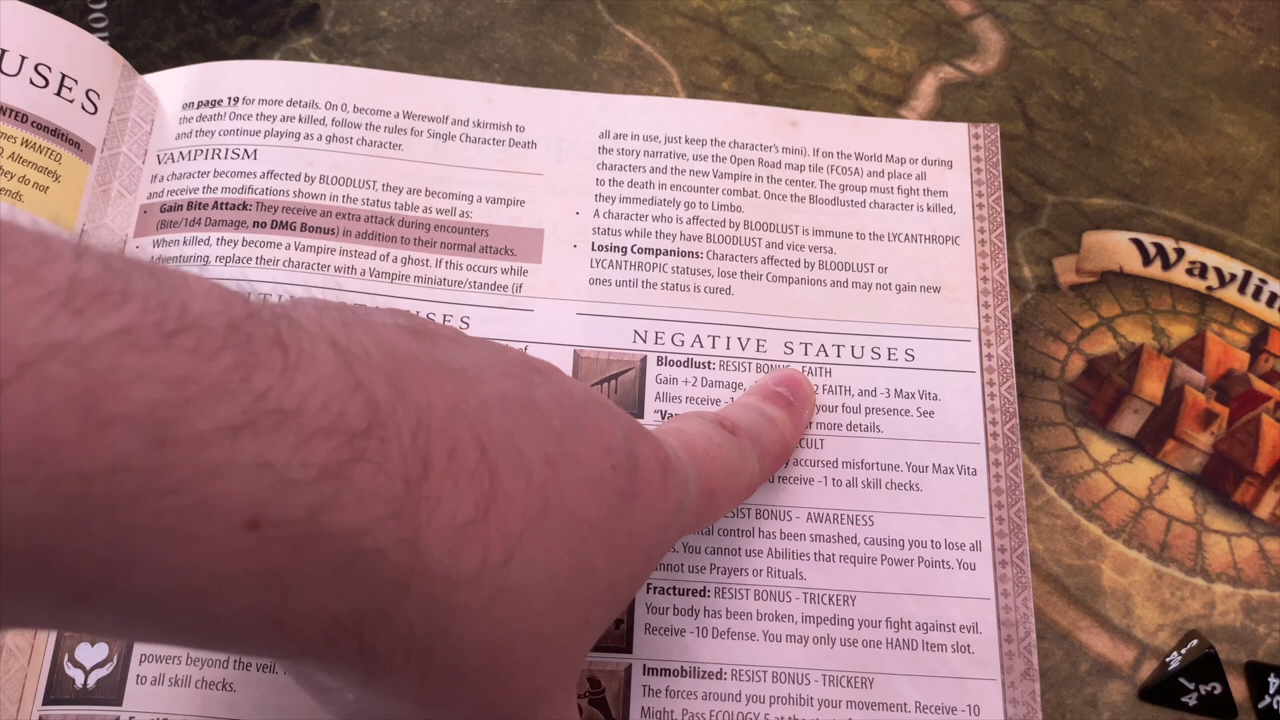 USES
NTED condition.
mes WANTED,
. Alternately,
hey do not
ends.
on page 19 for more details. On 0, become a Werewolf and skirmish to
the death! Once they are killed, follow the rules for Single Character Death
and they continue playing as a ghost character.
VAMPIRISM
If a character becomes affected by BLOODLUST, they are becoming a vampire
and receive the modifications shown in the status table as well as:
• Gain Bite Attack: They receive an extra attack during encounters
(Bite/1d4 Damage, no DMG Bonus) in addition to their normal attacks.
• When killed, they become a Vampire instead of a ghost. If this occurs while
Adventuring, replace their character with a Vampire miniature/standee (if
all are in use, just keep the character's mini). If on the World Map or during
the story narrative, use the Open Road map tile (FC05A) and place all
characters and the new Vampire in the center. The group must fight them
to the death in encounter combat. Once the Bloodlusted character is killed,
they immediately go to Limbo.
• A character who is affected by BLOODLUST is immune to the LYCANTHROPIC
status while they have BLOODLUST and vice versa.
• Losing Companions: Characters affected by BLOODLUST or
LYCANTHROPIC statuses, lose their Companions and may not gain new
ones until the status is cured.
powers beyond the veil.
to all skill checks.
NEGATIVE STATUSES
Bloodlust: RESIST BONUS - FAITH
Gain +2 Damage, 2 FAITH, and -3 Max Vita.
Allies receive -1 your foul presence. See
"Va r more details.
CULT
y accursed misfortune. Your Max Vita
receive -1 to all skill checks.
ESIST BONUS - AWARENESS
ntal control has been smashed, causing you to lose all
s. You cannot use Abilities that require Power Points. You
nnot use Prayers or Rituals.
Fractured: RESIST BONUS - TRICKERY
Your body has been broken, impeding your fight against evil.
Receive -10 Defense. You may only use one HAND Item slot.
Immobilized: RESIST BONUS - TRICKERY
The forces around you prohibit your movement. Receive -10
Might. Pass ECOLOGY 5 at the
Waylin
3